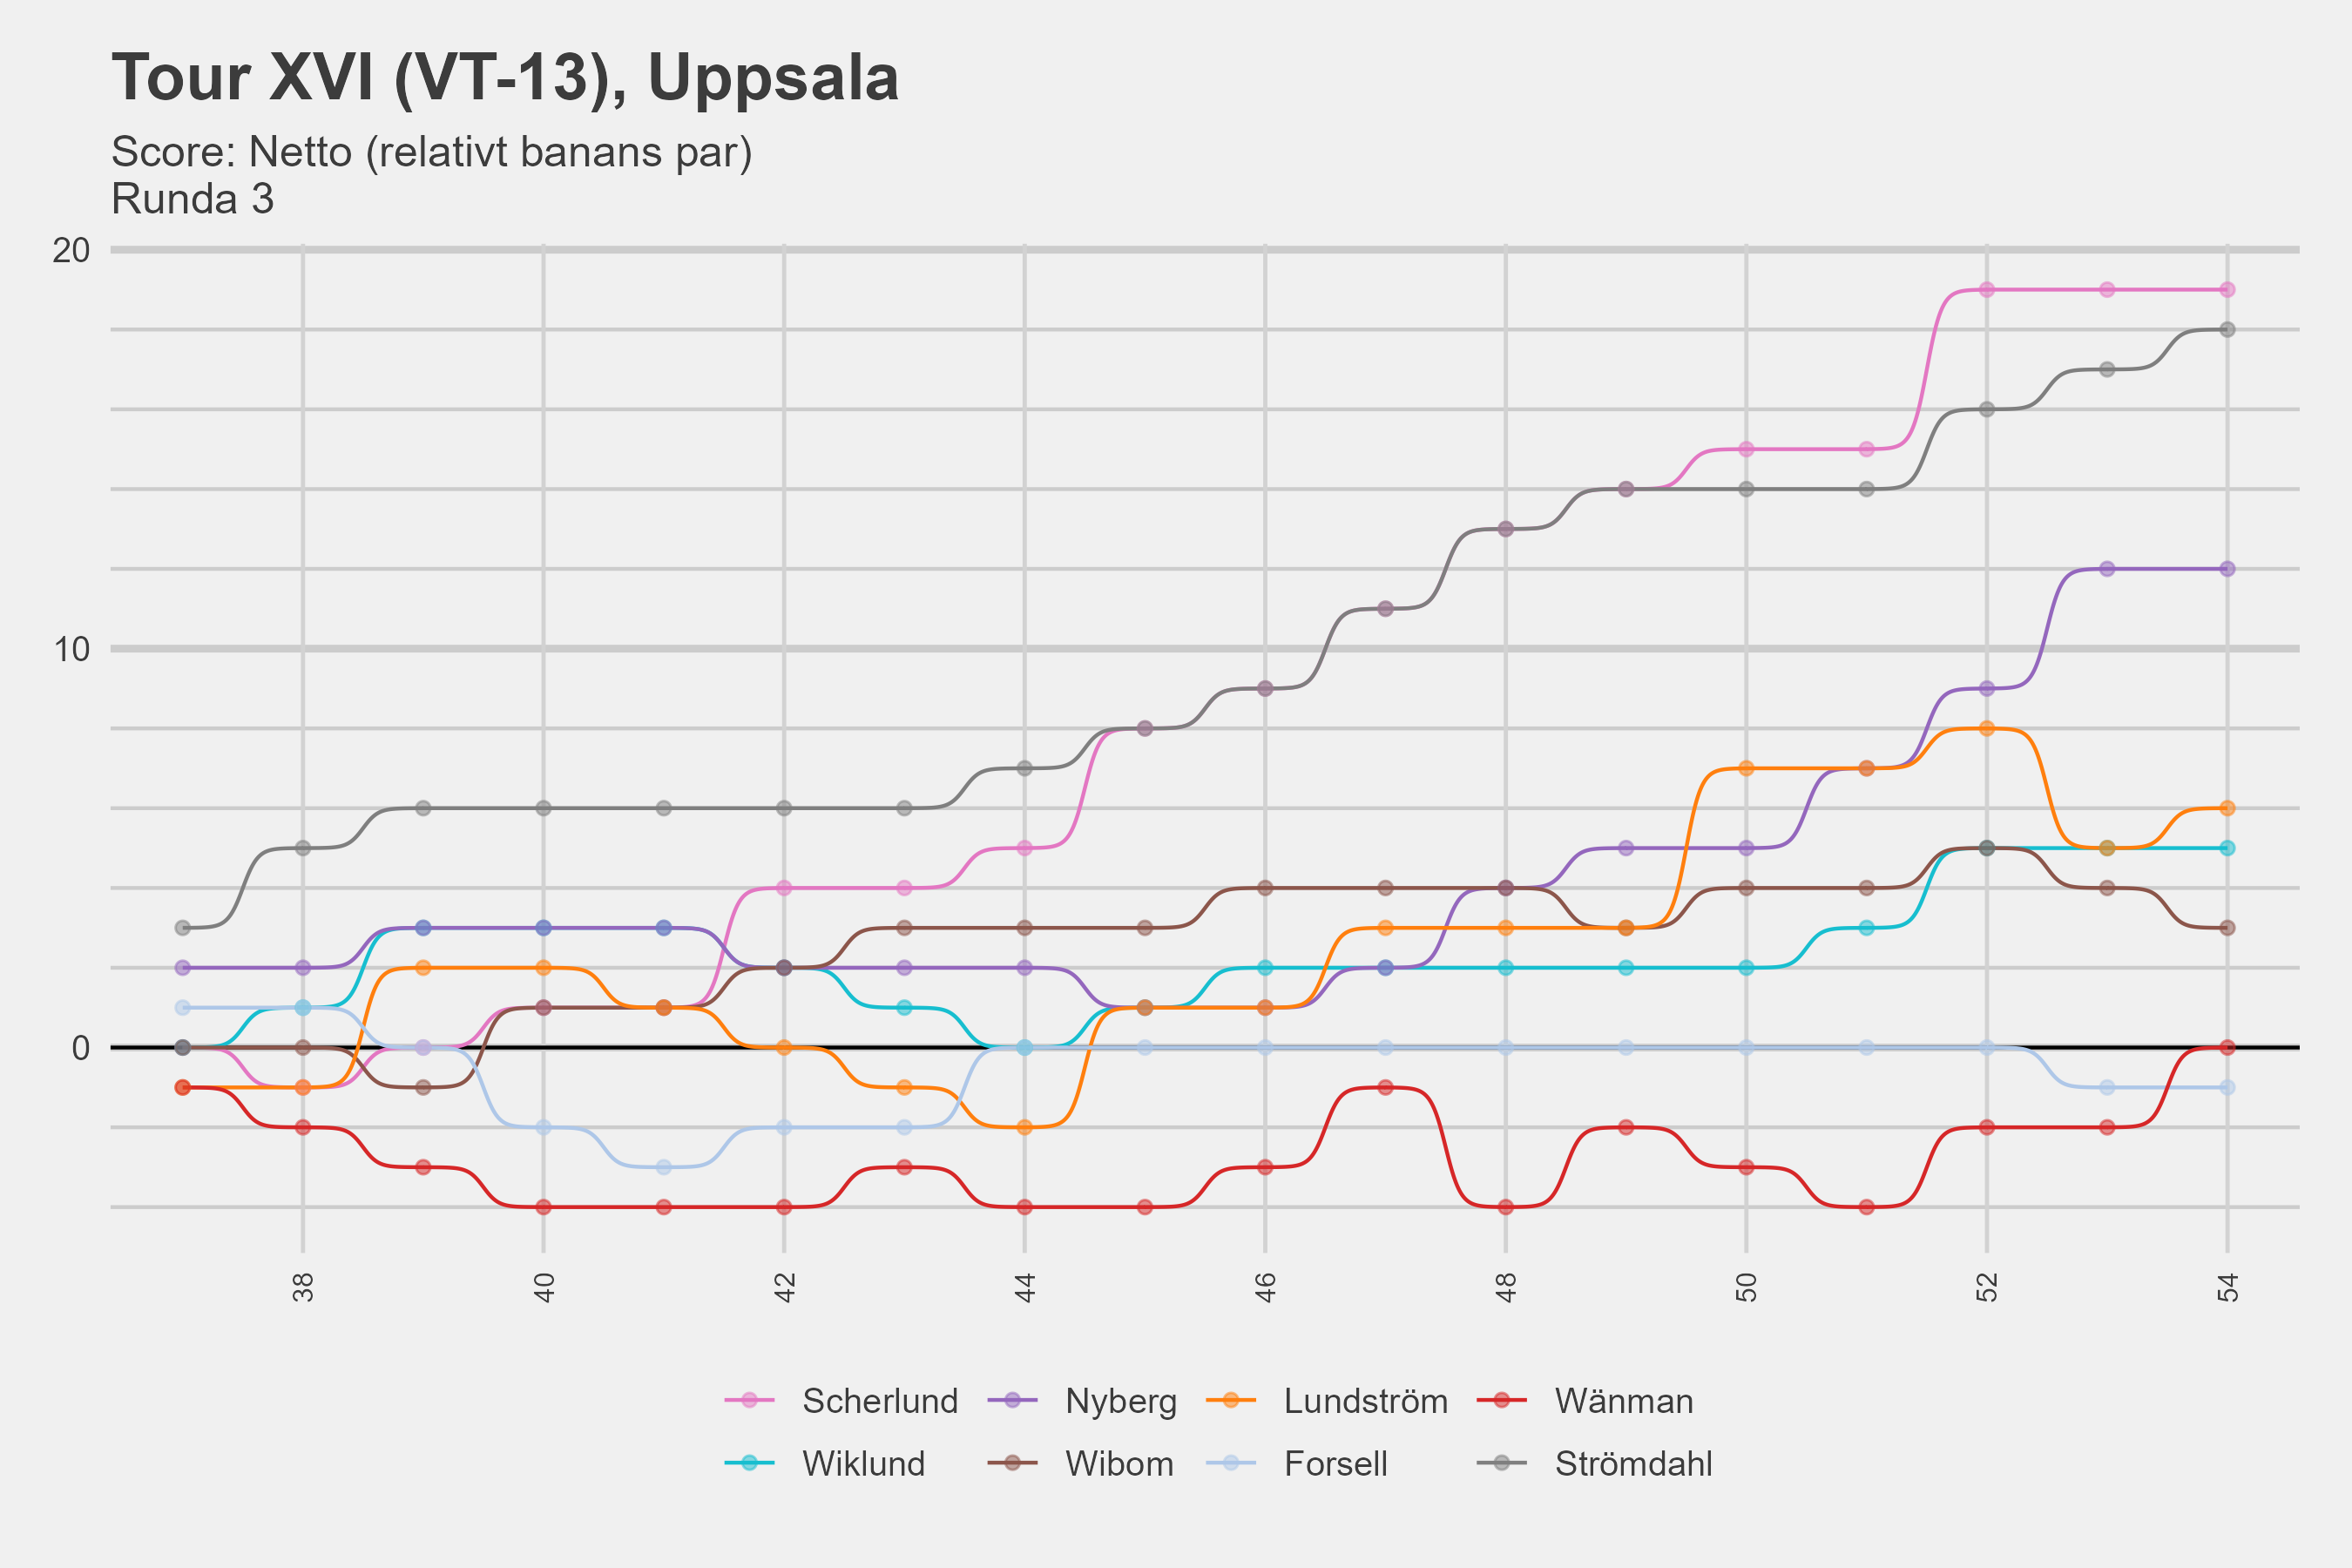 Tour XVI (VT-13), Uppsala
Score: Netto (relativt banans par)
Runda 3
20
10
0
38 40 42 44 46 48 50 52 54
Scherlund Nyberg Lundström Wänman
Wiklund Wibom Forsell Strömdahl